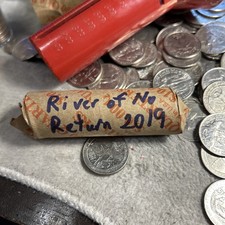 River of No
Return 2019